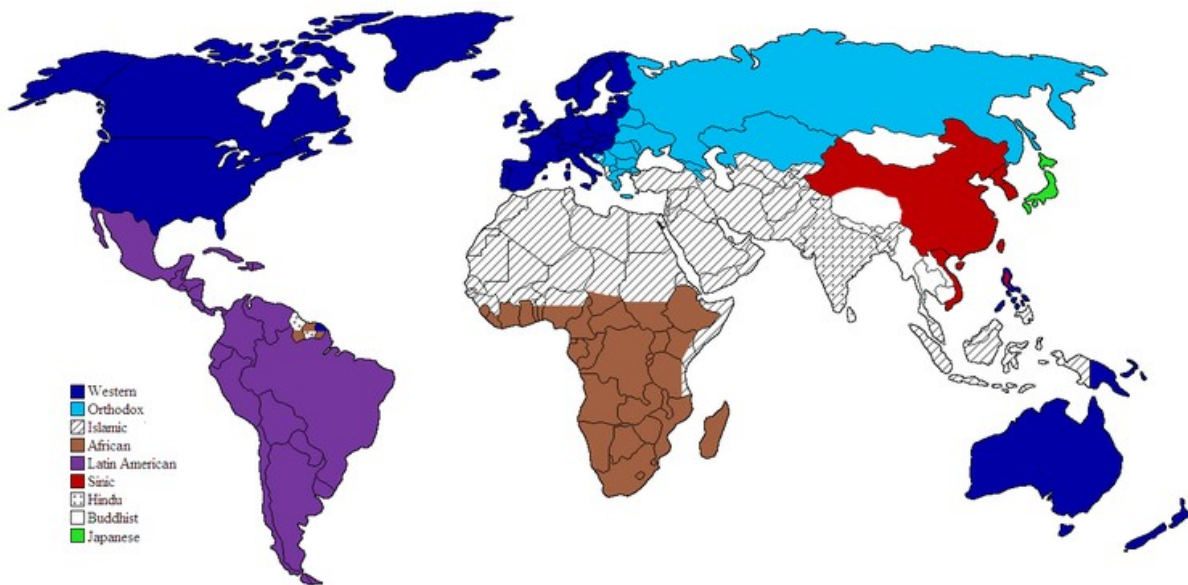 Western
Orthodox
Islamic
African
Latin American
Sinic
Hindu
Buddhist
Japanese